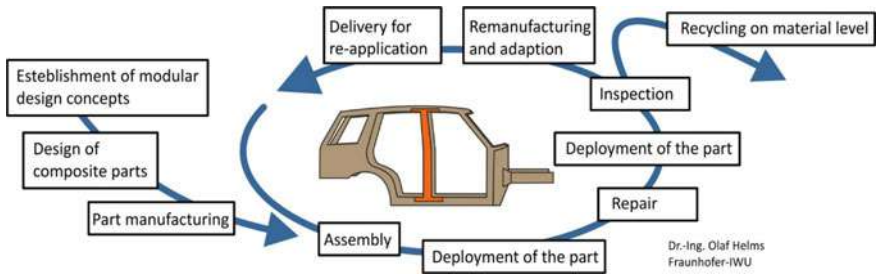 Esteblishment of modular
design concepts
Design of
composite parts
Part manufacturing
Assembly
Deployment of the part
Repair
Deployment of the part
Inspection
Remanufacturing
and adaption
Delivery for
re-application
Recycling on material level
Dr.-Ing. Olaf Helms
Fraunhofer-IWU